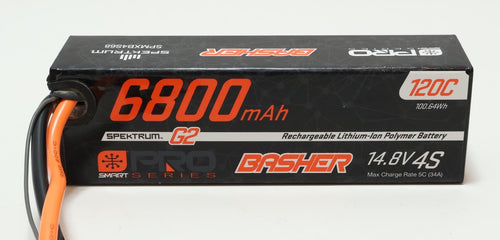 SPEKTRUM
SPMXB4S68
BASHER
PRO
6800mAh
120C
100.64Wh
SPEKTRUM G2
Rechargeable Lithium-Ion Polymer Battery
SMART PRO SERIES
BASHER
14.8V 4S
Max Charge Rate 5C (34A)